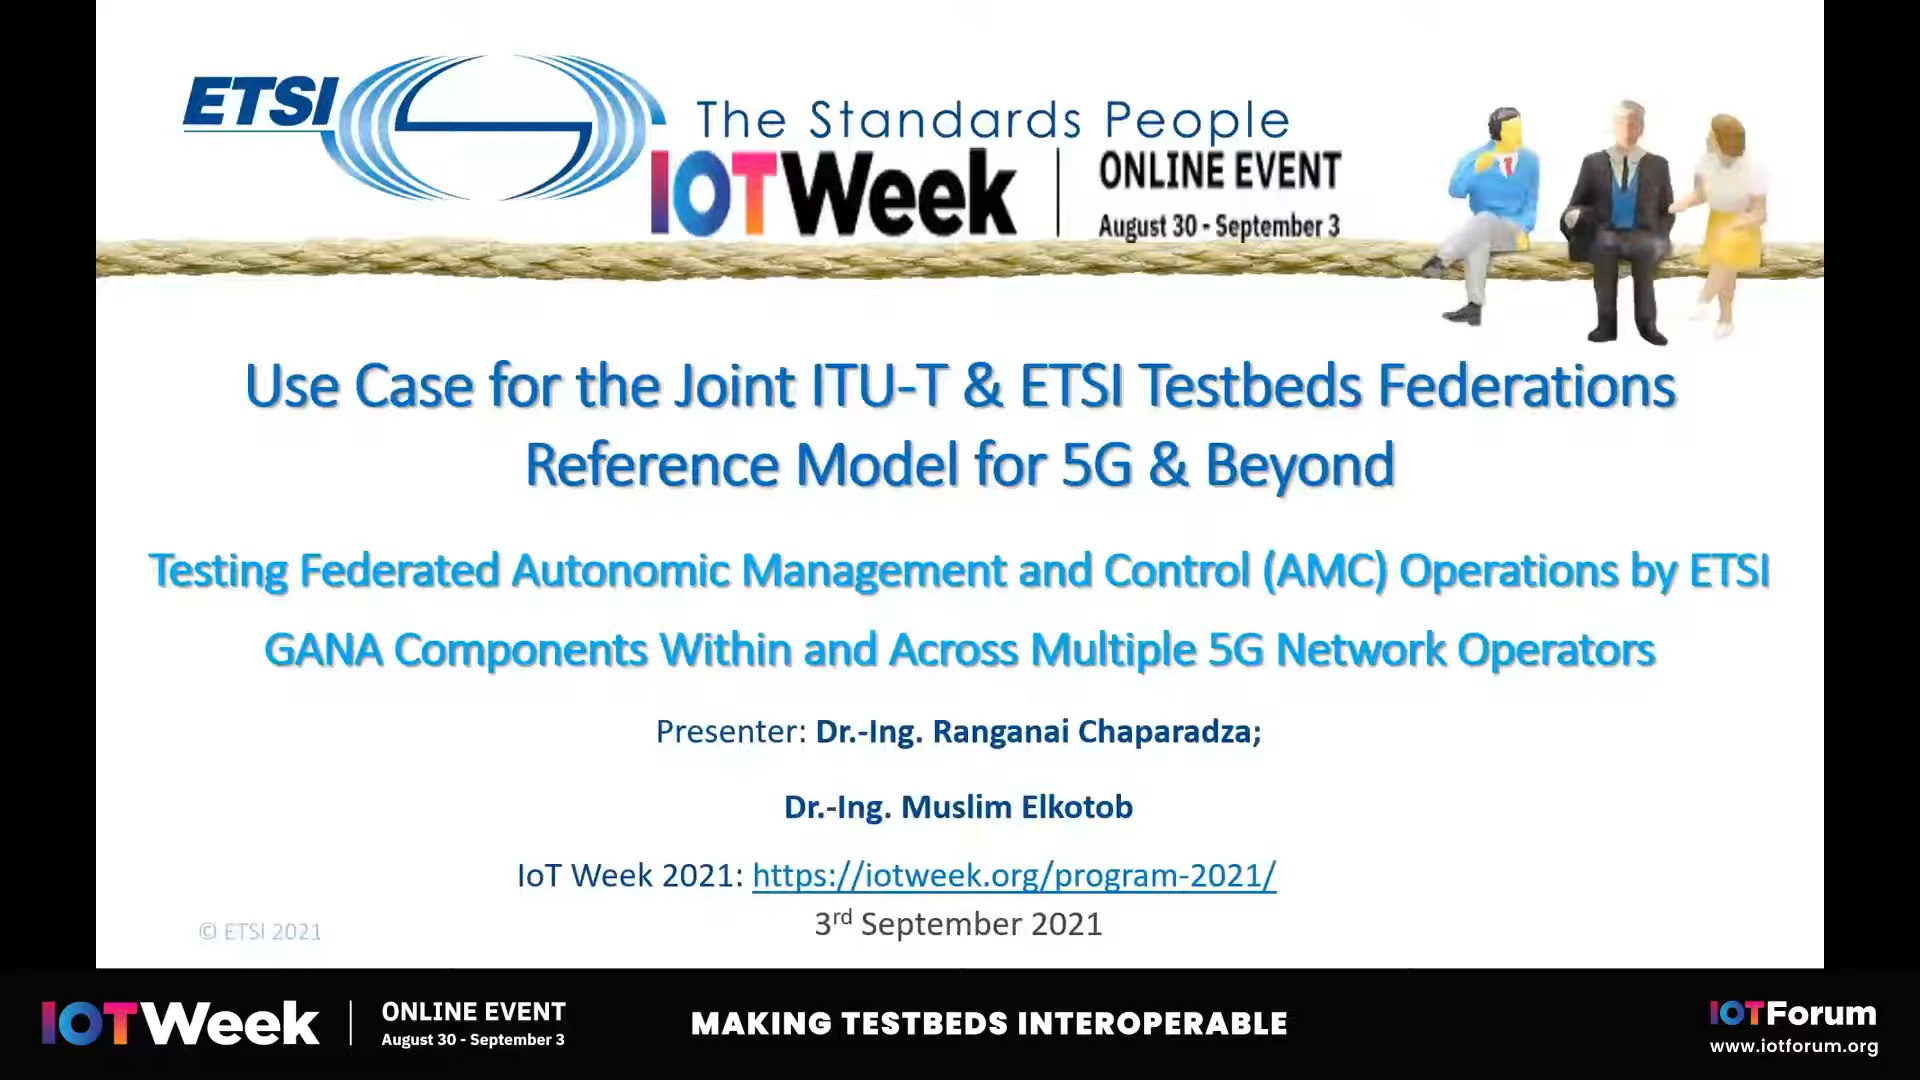 ETSI
The Standards People
IOTWeek
ONLINE EVENT
August 30 - September 3
Use Case for the Joint ITU-T & ETSI Testbeds Federations
Reference Model for 5G & Beyond
Testing Federated Autonomic Management and Control (AMC) Operations by ETSI
GANA Components Within and Across Multiple 5G Network Operators
Presenter: Dr.-Ing. Ranganai Chaparadza;
Dr.-Ing. Muslim Elkotob
IoT Week 2021: https://iotweek.org/program-2021/
3rd September 2021
© ETSI 2021
IOTWeek
ONLINE EVENT
August 30 - September 3
MAKING TESTBEDS INTEROPERABLE
IOTForum
www.iotforum.org